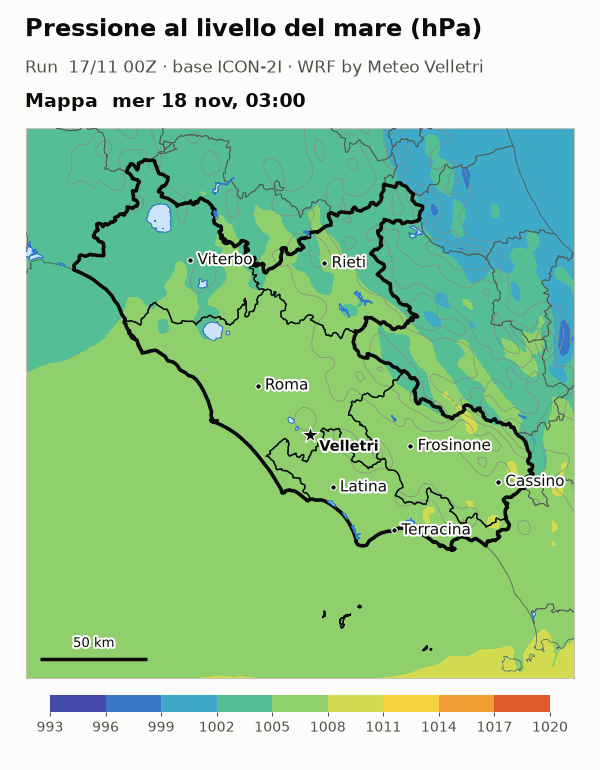 Pressione al livello del mare (hPa)
Run  17/11 00Z · base ICON-2I · WRF by Meteo Velletri
Mappa  mer 18 nov, 03:00
Viterbo
Rieti
Roma
Velletri
Frosinone
Cassino
Latina
Terracina
50 km
993 996 999 1002 1005 1008 1011 1014 1017 1020